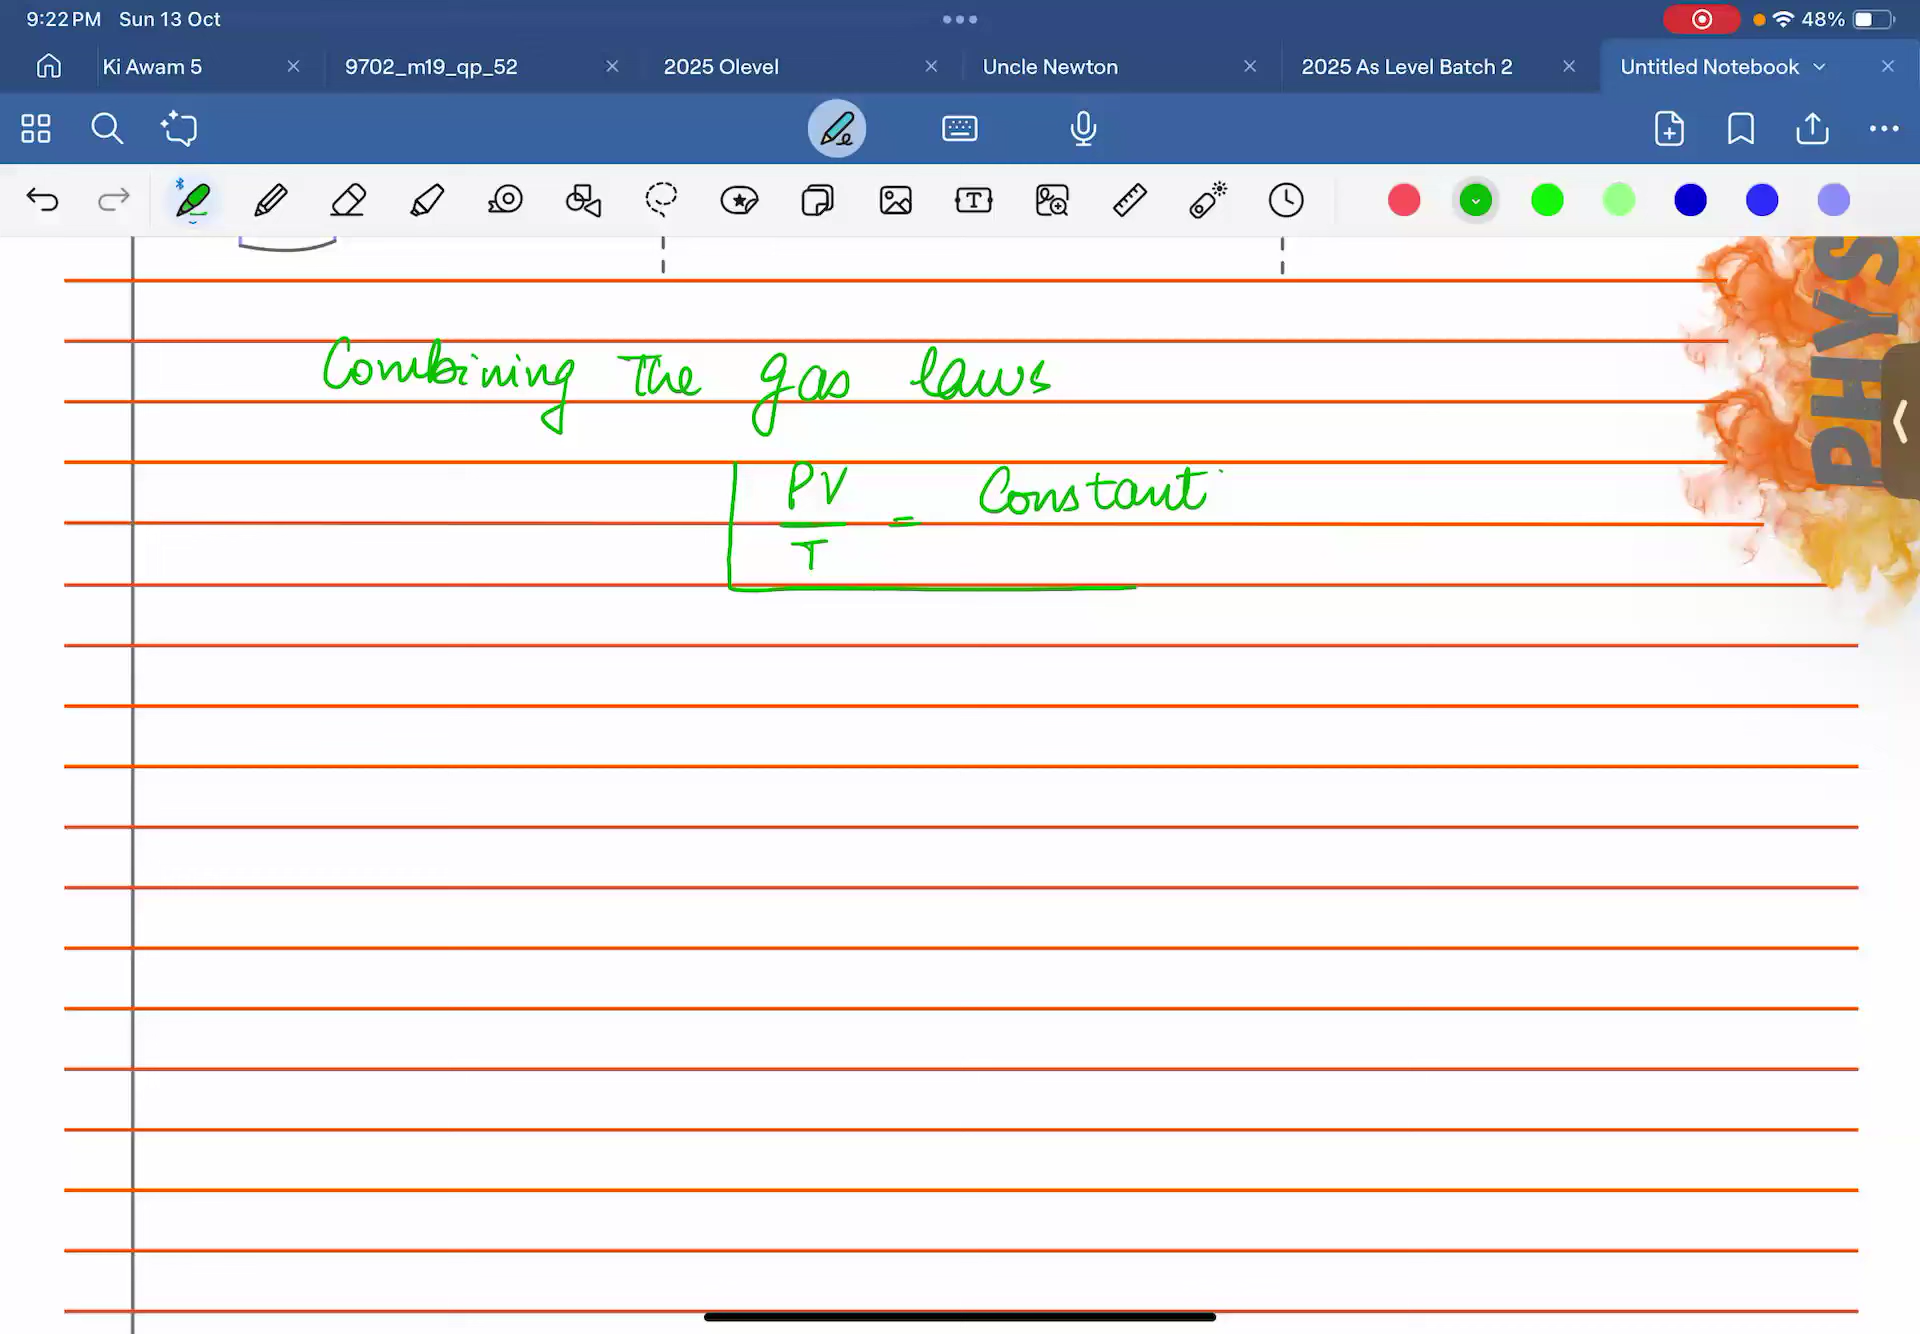 9:22 PM Sun 13 Oct
48%
Ki Awam 5
9702_m19_qp_52
2025 Olevel
Uncle Newton
2025 As Level Batch 2
Untitled Notebook
PHYS
Combining The gas laws
PV
= Constant
T